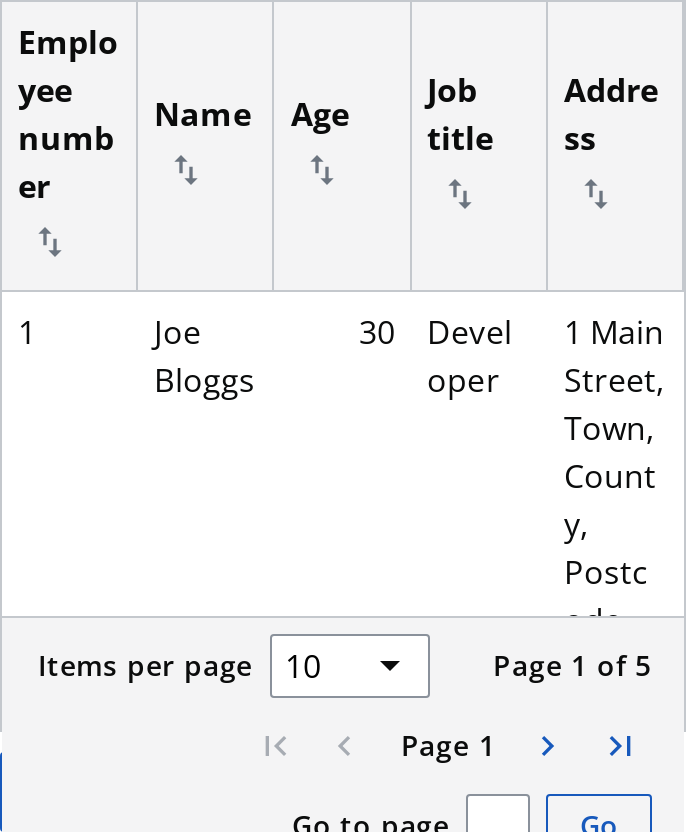 Emplo
yee
numb
er
Name
Age
Job
title
Addre
ss
1
Joe
Bloggs
30
Devel
oper
1 Main
Street,
Town,
Count
y,
Postc
Items per page
10
Page 1 of 5
Page 1
Go to page
Go